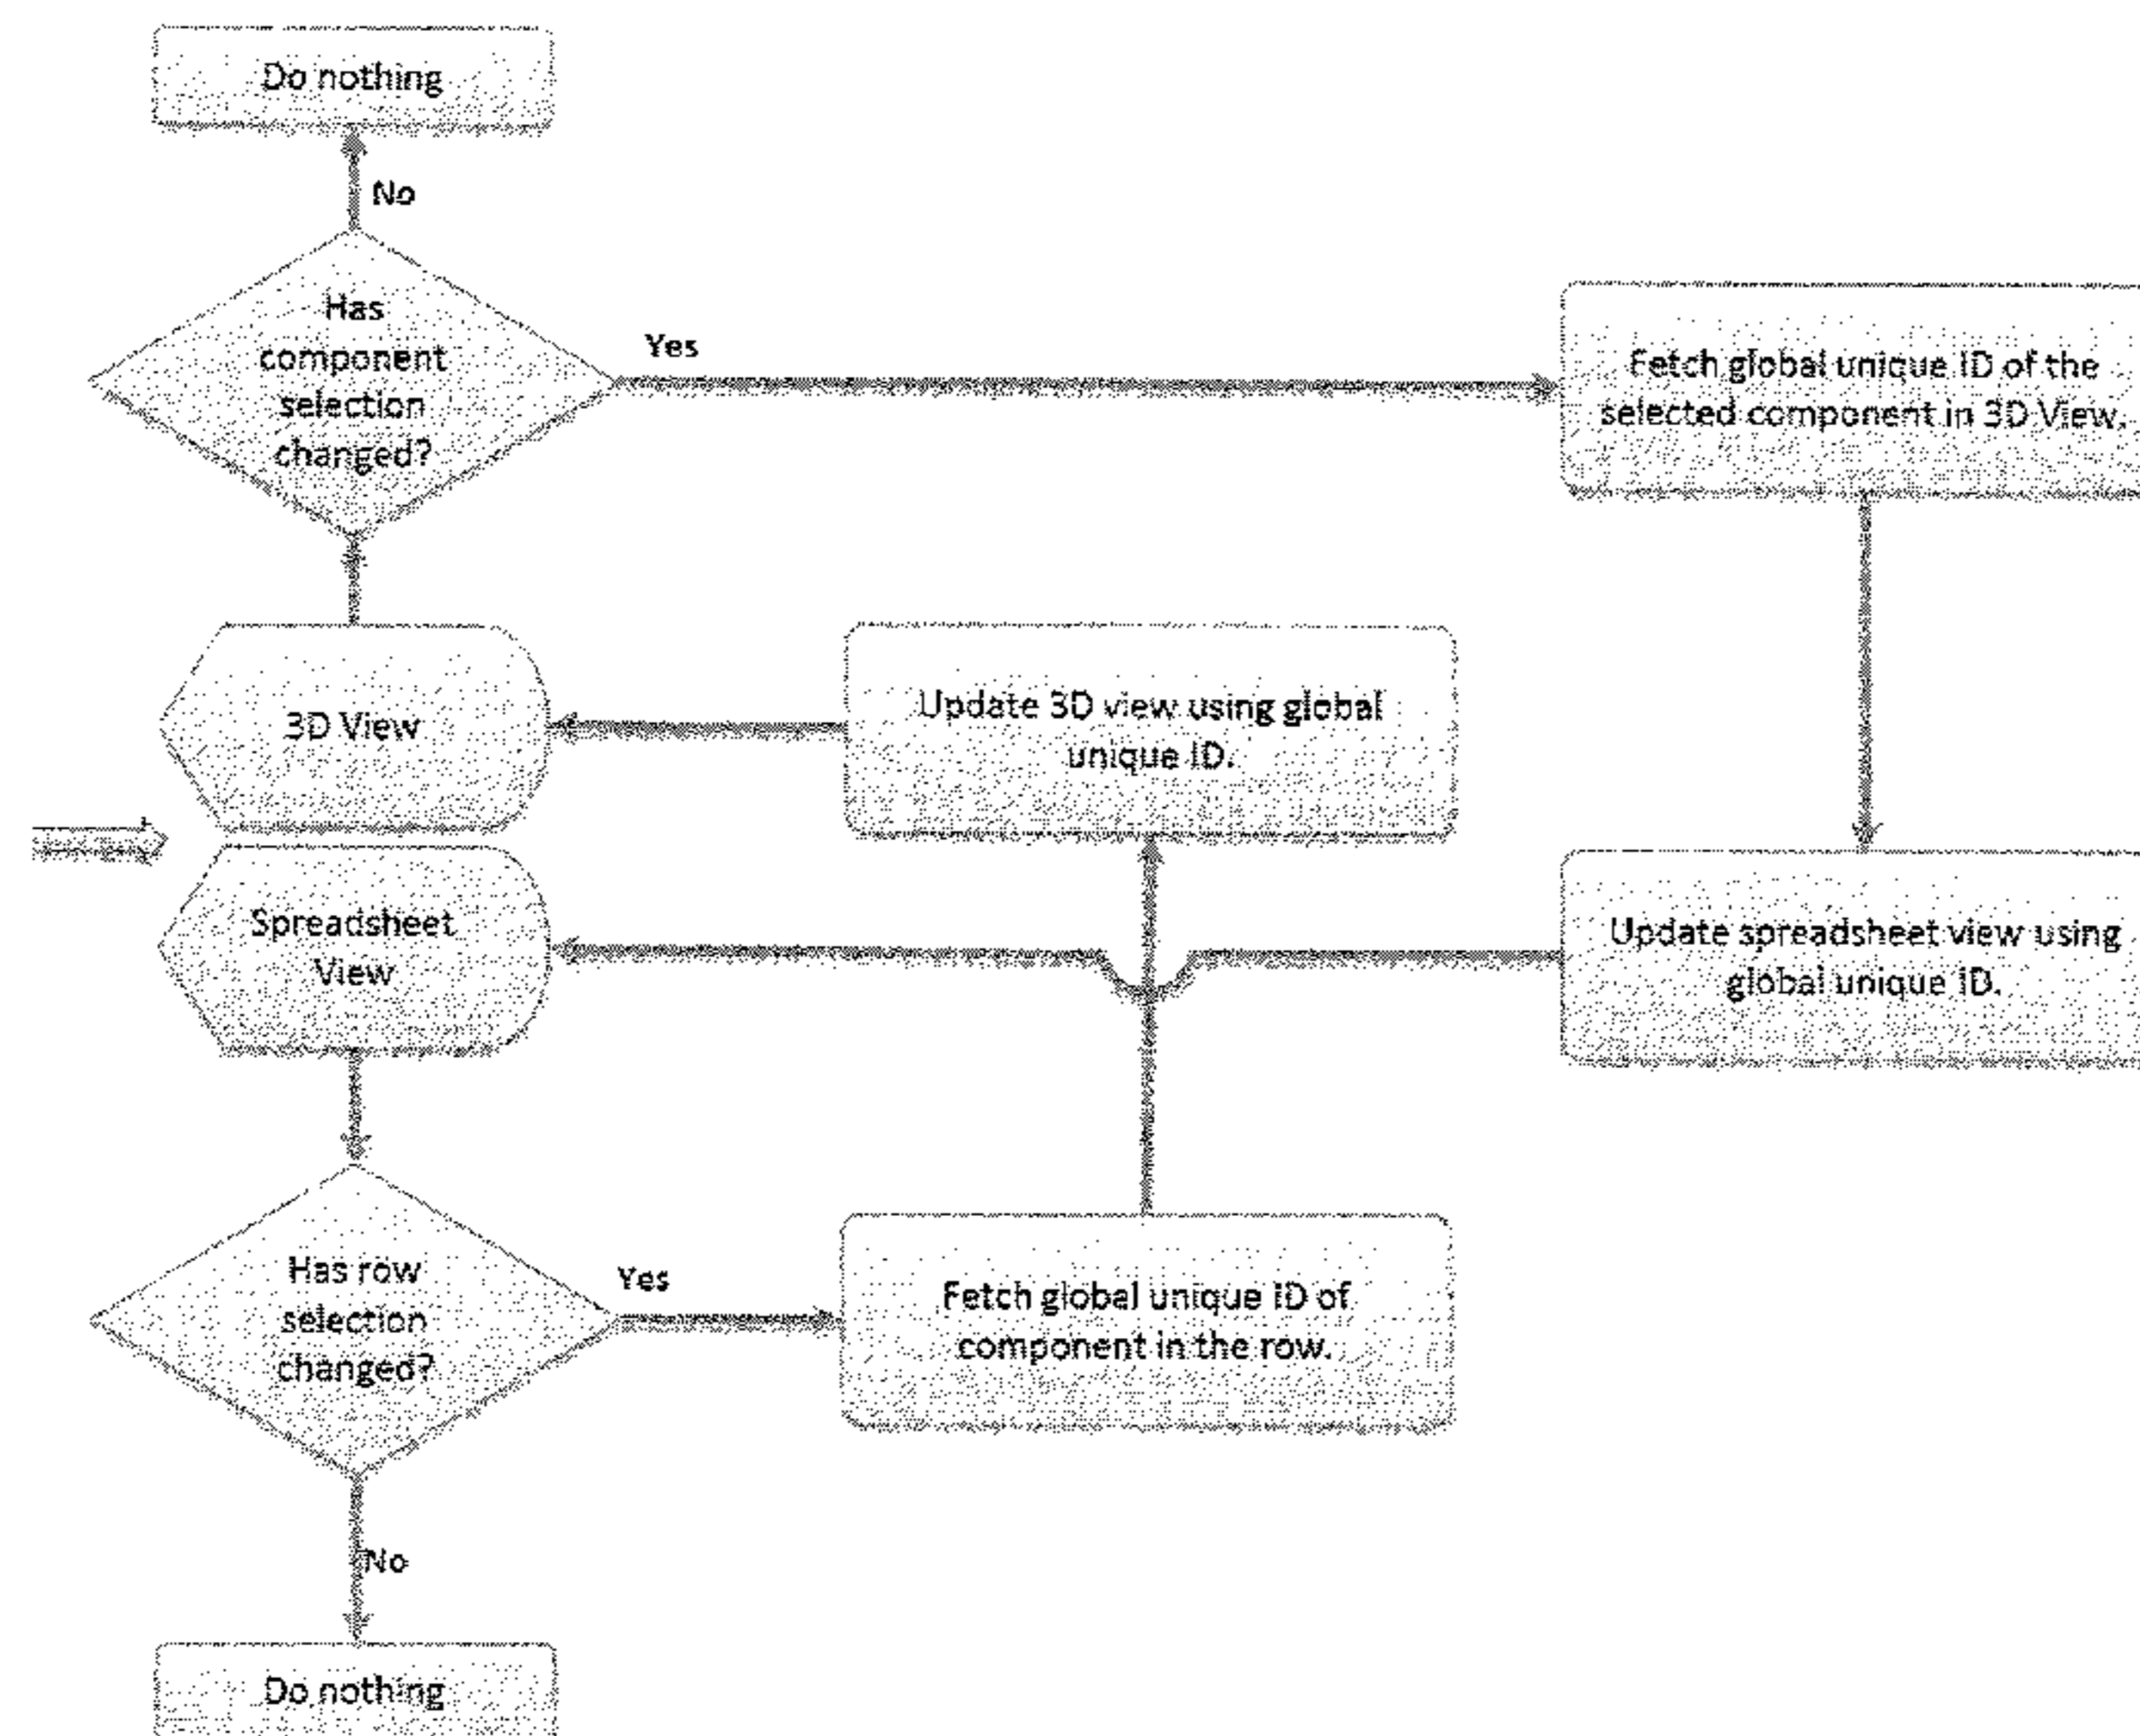 Do nothing
No
Has
component
selection
changed?
Yes
Fetch global unique ID of the
selected component in 3D View.
3D View
Update 3D view using global
unique ID.
Spreadsheet
View
Update spreadsheet view using
global unique ID.
Has row
selection
changed?
Yes
Fetch global unique ID of
component in the row.
No
Do nothing